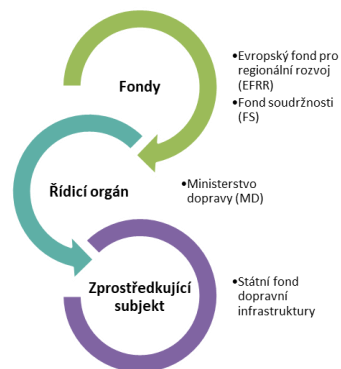 Fondy
•Evropský fond pro
regionální rozvoj
(EFRR)
•Fond soudržnosti
(FS)
Řídicí orgán
•Ministerstvo
dopravy (MD)
Zprostředkující
subjekt
•Státní fond
dopravní
infrastruktury